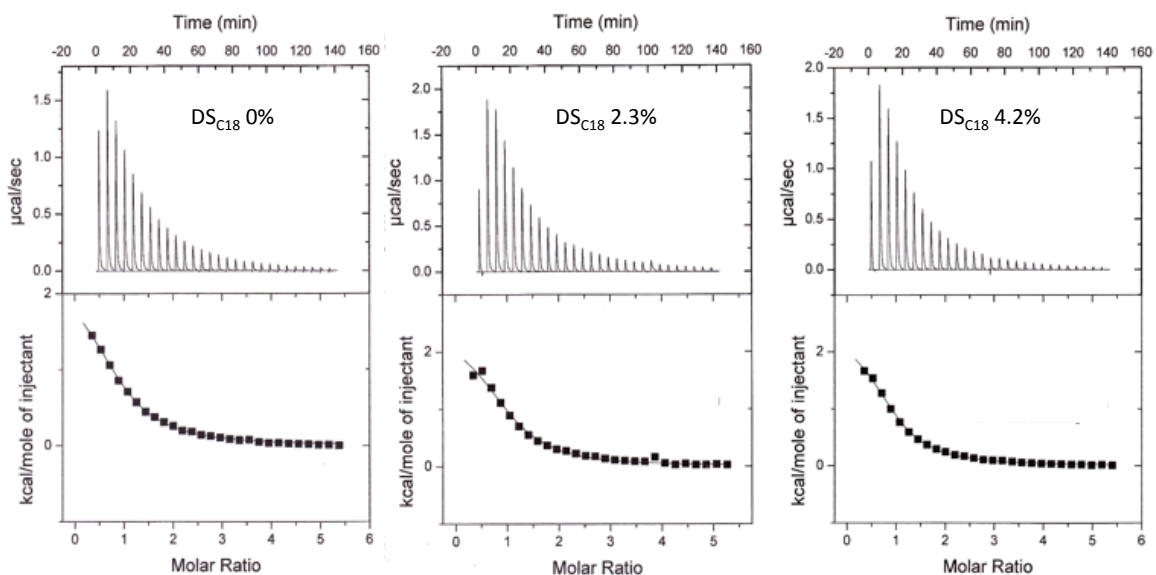 Time (min)
-20 0 20 40 60 80 100 120 140 160
1.5
1.0
0.5
0.0
µcal/sec
DSC18 0%
2
0
kcal/mole of injectant
0 1 2 3 4 5 6
Molar Ratio
Time (min)
-20 0 20 40 60 80 100 120 140 160
2.0
1.5
1.0
0.5
0.0
µcal/sec
DSC18 2.3%
2
0
kcal/mole of injectant
0 1 2 3 4 5
Molar Ratio
Time (min)
-20 0 20 40 60 80 100 120 140 160
2.0
1.5
1.0
0.5
0.0
µcal/sec
DSC18 4.2%
2
0
kcal/mole of injectant
0 1 2 3 4 5 6
Molar Ratio